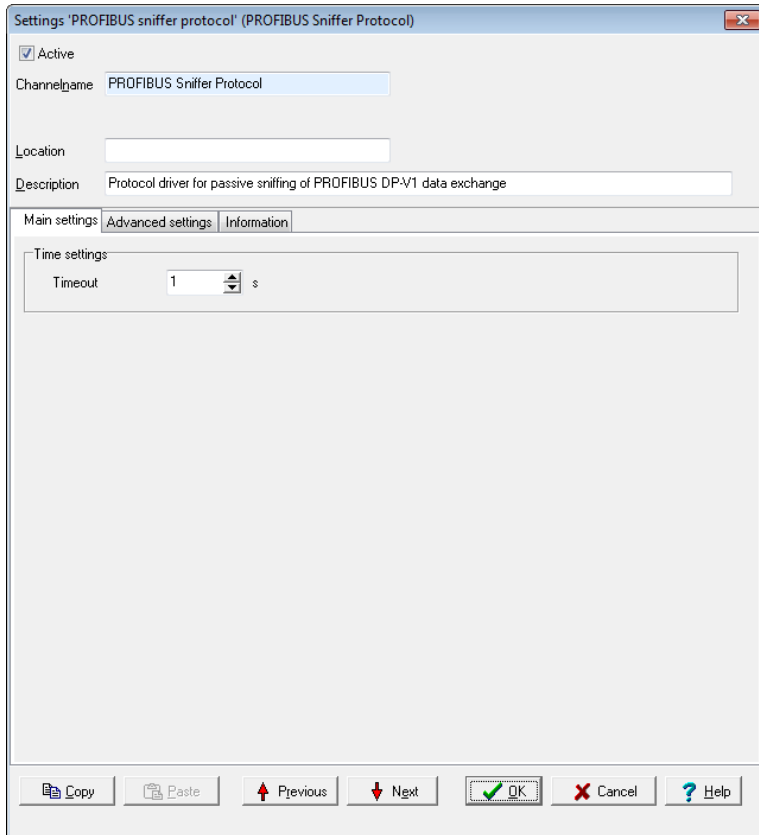 Settings 'PROFIBUS sniffer protocol' (PROFIBUS Sniffer Protocol)
Active
Channelname PROFIBUS Sniffer Protocol
Location
Description Protocol driver for passive sniffing of PROFIBUS DP-V1 data exchange
Main settings Advanced settings Information
Time settings
Timeout 1 s
Copy Paste Previous Next OK Cancel Help